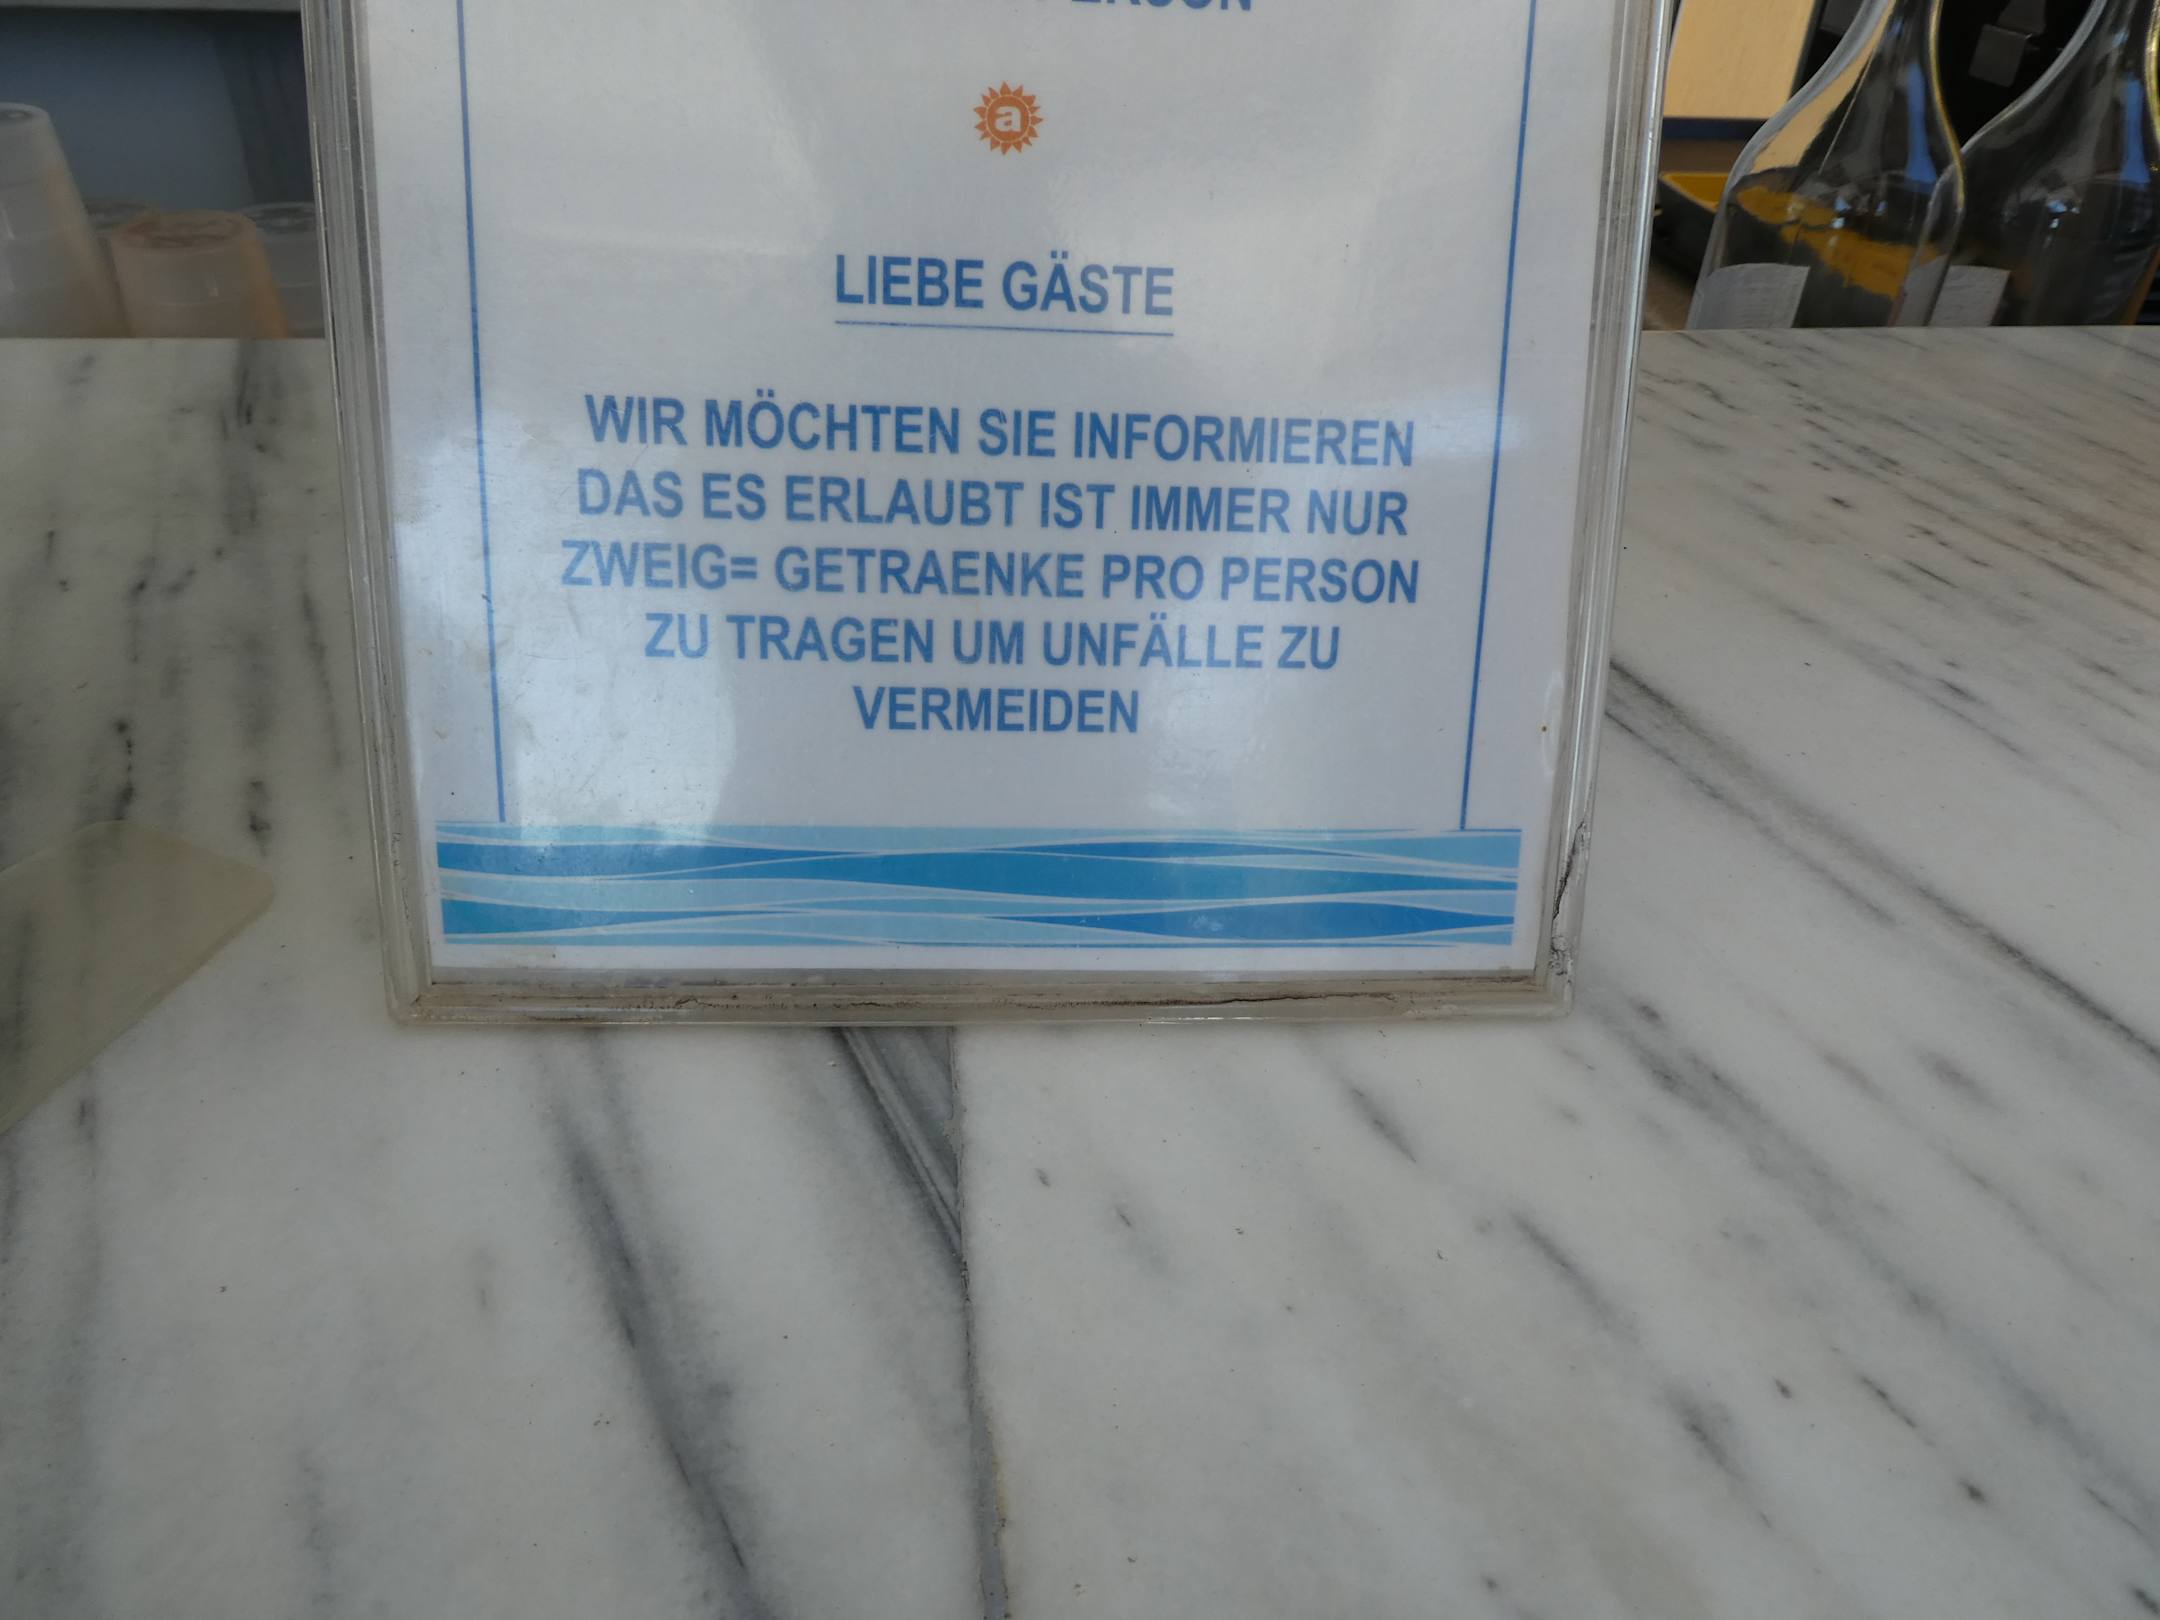 PERSON
a
LIEBE GÄSTE
WIR MÖCHTEN SIE INFORMIEREN
DAS ES ERLAUBT IST IMMER NUR
ZWEIG= GETRAENKE PRO PERSON
ZU TRAGEN UM UNFÄLLE ZU
VERMEIDEN